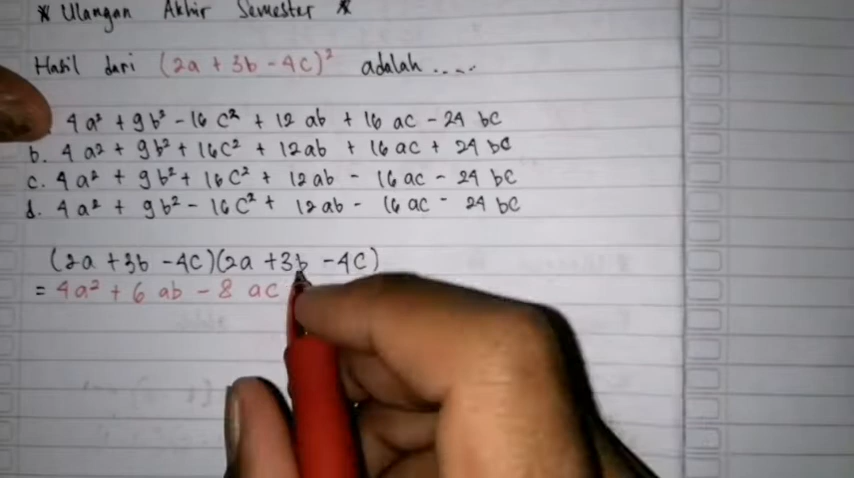 * Ulangan Akhir Semester *
Hasil dari (2a + 3b - 4c)² adalah .....
4a² + 9b² - 16c² + 12ab + 16ac - 24bc
b. 4a² + 9b² + 16c² + 12ab + 16ac + 24bc
c. 4a² + 9b² + 16c² + 12ab - 16ac - 24bc
d. 4a² + 9b² - 16c² + 12ab - 16ac - 24bc
(2a + 3b - 4c)(2a + 3b - 4c)
= 4a² + 6ab - 8ac